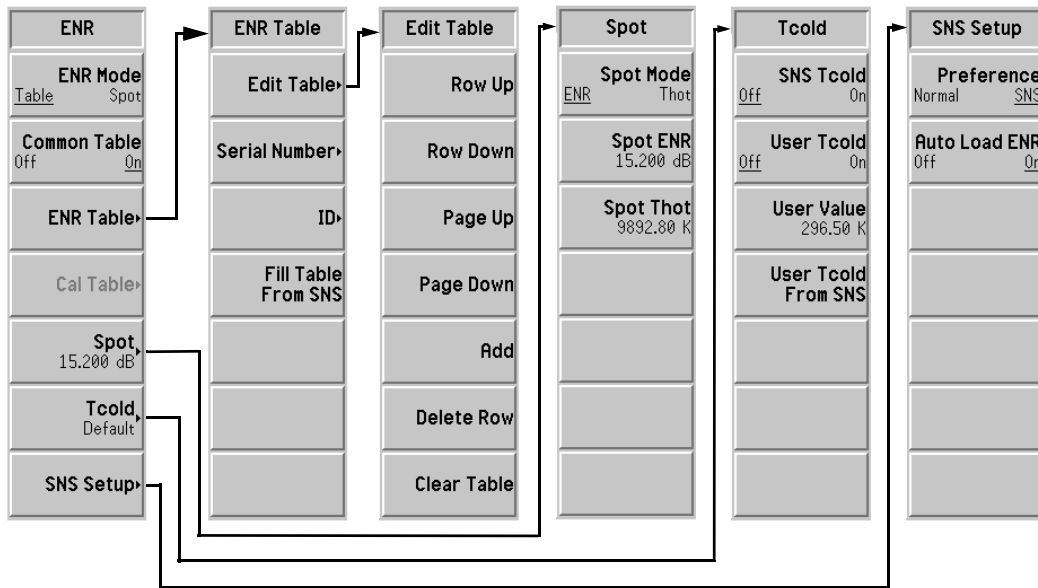 ENR
ENR Mode
Table Spot
Common Table
Off On
ENR Table
Cal Table
Spot
15.200 dB
Tcold
Default
SNS Setup
ENR Table
Edit Table
Serial Number
ID
Fill Table
From SNS
Edit Table
Row Up
Row Down
Page Up
Page Down
Add
Delete Row
Clear Table
Spot
Spot Mode
ENR Thot
Spot ENR
15.200 dB
Spot Thot
9892.80 K
Tcold
SNS Tcold
Off On
User Tcold
Off On
User Value
296.50 K
User Tcold
From SNS
SNS Setup
Preference
Normal SNS
Auto Load ENR
Off On